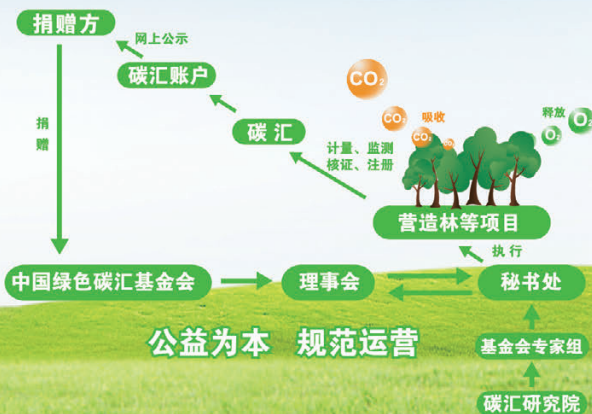 捐赠方
网上公示
碳汇账户
捐赠
碳汇
CO₂
CO₂
吸收
CO₂
释放
O₂
O₂
计量、监测
核证、注册
营造林等项目
执行
中国绿色碳汇基金会
理事会
秘书处
公益为本 规范运营
基金会专家组
碳汇研究院